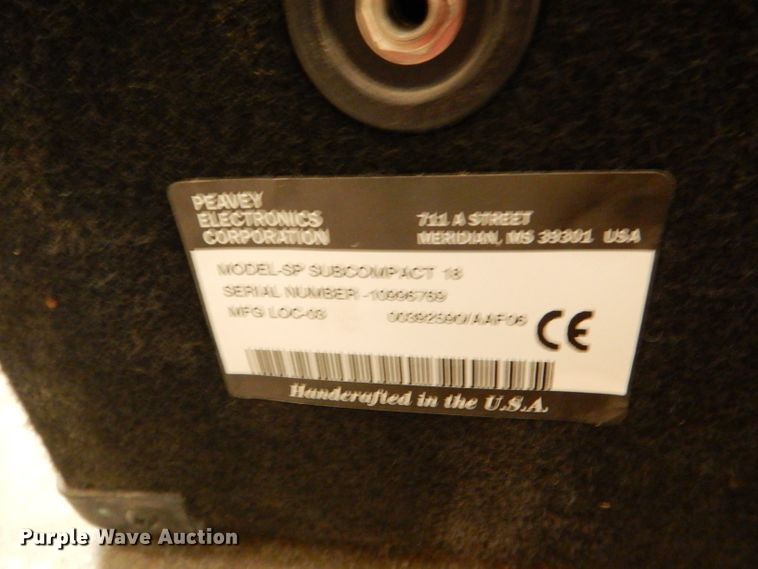 PEAVEY
ELECTRONICS
CORPORATION
711 A STREET
MERIDIAN, MS 39301 USA
MODEL-SP SUBCOMPACT 18
SERIAL NUMBER -10996789
MFG LOC-03 00392590/AAF06
CE
Handcrafted in the U.S.A.
Purple Wave Auction